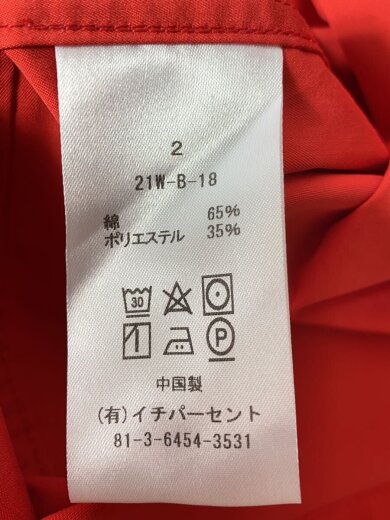 2
21W-B-18
綿 65%
ポリエステル 35%
30
P
中国製
(有)イチパーセント
81-3-6454-3531